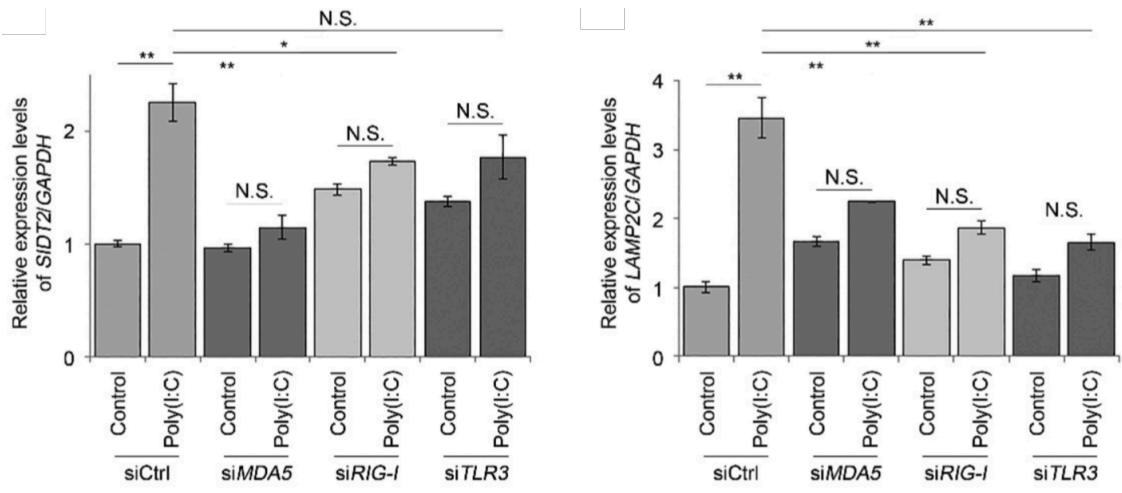 N.S.
*
**
**
N.S.
N.S.
N.S.
Relative expression levels
of SIDT2/GAPDH
2
1
0
Control
Poly(I:C)
Control
Poly(I:C)
Control
Poly(I:C)
Control
Poly(I:C)
siCtrl
siMDA5
siRIG-I
siTLR3
**
**
**
**
N.S.
N.S.
N.S.
Relative expression levels
of LAMP2C/GAPDH
4
3
2
1
0
Control
Poly(I:C)
Control
Poly(I:C)
Control
Poly(I:C)
Control
Poly(I:C)
siCtrl
siMDA5
siRIG-I
siTLR3